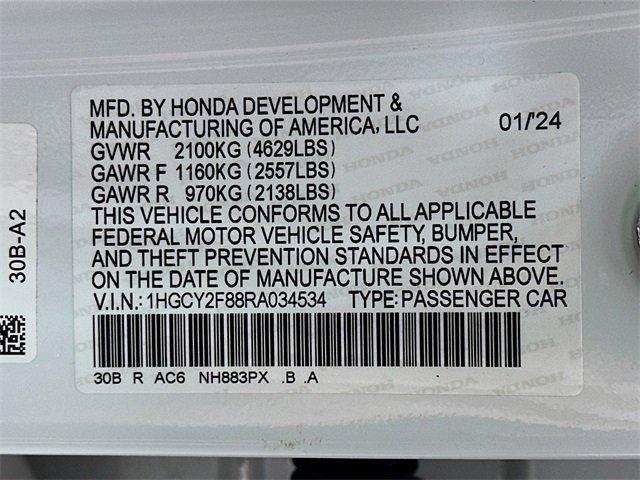 MFD. BY HONDA DEVELOPMENT &
MANUFACTURING OF AMERICA, LLC 01/'24
GVWR 2100KG (4629LBS)
GAWR F 1160KG (2557LBS)
GAWR R 970KG (2138LBS)
THIS VEHICLE CONFORMS TO ALL APPLICABLE
FEDERAL MOTOR VEHICLE SAFETY, BUMPER,
AND THEFT PREVENTION STANDARDS IN EFFECT
ON THE DATE OF MANUFACTURE SHOWN ABOVE.
V.I.N.: 1HGCY2F88RA034534 TYPE: PASSENGER CAR
30B R AC6 NH883PX .B .A
30B-A2